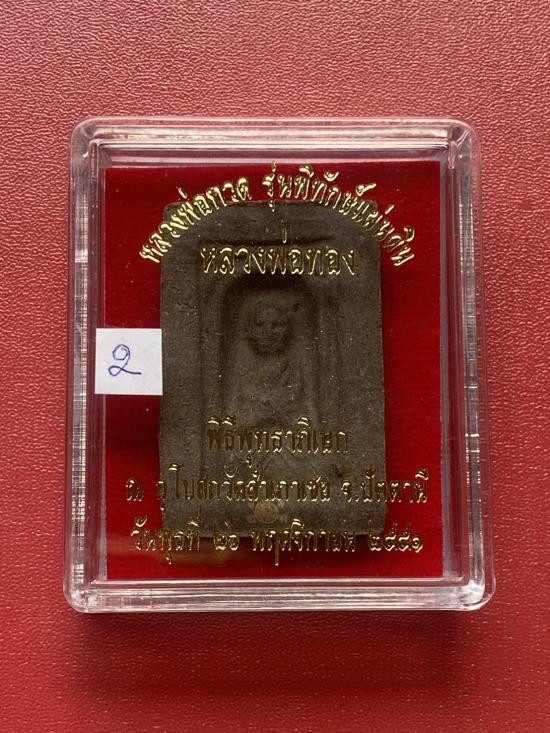 หลวงพ่อทวด รุ่นพิทักษ์แผ่นดิน
หลวงพ่อทอง
2
พิธีพุทธาภิเษก
ณ อุโบสถวัดสำเภาเชย จ.ปัตตานี
วันพุธที่ ๒๖ พฤศจิกายน ๒๕๕๑